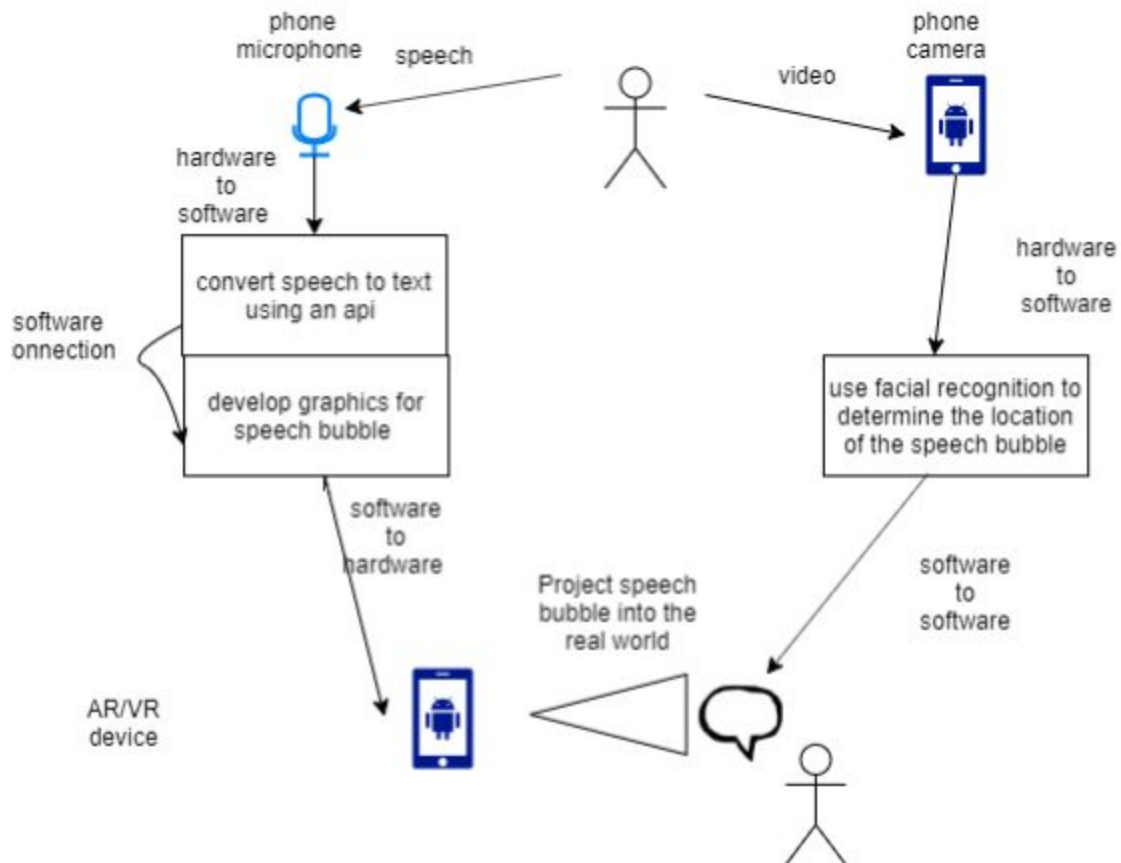 phone
microphone
speech
video
phone
camera
hardware
to
software
hardware
to
software
convert speech to text
using an api
software
onnection
develop graphics for
speech bubble
use facial recognition to
determine the location
of the speech bubble
software
to
hardware
software
to
software
Project speech
bubble into the
real world
AR/VR
device